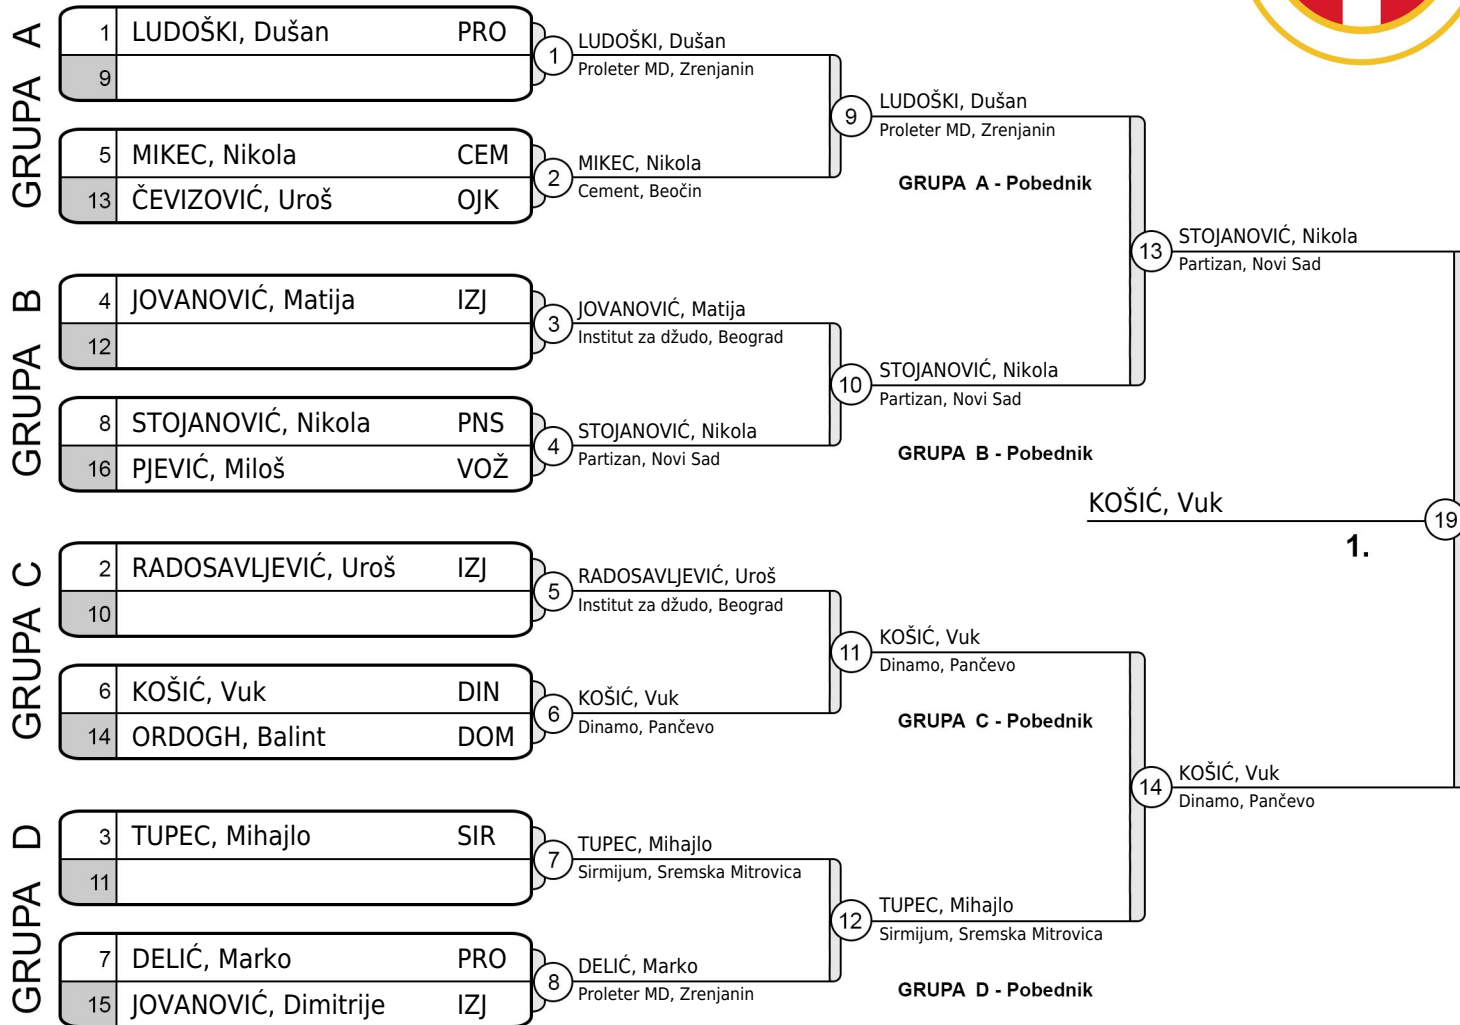 GRUPA A
1 LUDOŠKI, Dušan PRO
9
5 MIKEC, Nikola CEM
13 ČEVIZOVIĆ, Uroš OJK
GRUPA B
4 JOVANOVIĆ, Matija IZJ
12
8 STOJANOVIĆ, Nikola PNS
16 PJEVIĆ, Miloš VOŽ
GRUPA C
2 RADOSAVLJEVIĆ, Uroš IZJ
10
6 KOŠIĆ, Vuk DIN
14 ORDOGH, Balint DOM
GRUPA D
3 TUPEC, Mihajlo SIR
11
7 DELIĆ, Marko PRO
15 JOVANOVIĆ, Dimitrije IZJ
1 LUDOŠKI, Dušan
Proleter MD, Zrenjanin
2 MIKEC, Nikola
Cement, Beočin
3 JOVANOVIĆ, Matija
Institut za džudo, Beograd
4 STOJANOVIĆ, Nikola
Partizan, Novi Sad
5 RADOSAVLJEVIĆ, Uroš
Institut za džudo, Beograd
6 KOŠIĆ, Vuk
Dinamo, Pančevo
7 TUPEC, Mihajlo
Sirmijum, Sremska Mitrovica
8 DELIĆ, Marko
Proleter MD, Zrenjanin
9 LUDOŠKI, Dušan
Proleter MD, Zrenjanin
GRUPA A - Pobednik
10 STOJANOVIĆ, Nikola
Partizan, Novi Sad
GRUPA B - Pobednik
11 KOŠIĆ, Vuk
Dinamo, Pančevo
GRUPA C - Pobednik
12 TUPEC, Mihajlo
Sirmijum, Sremska Mitrovica
GRUPA D - Pobednik
13 STOJANOVIĆ, Nikola
Partizan, Novi Sad
14 KOŠIĆ, Vuk
Dinamo, Pančevo
KOŠIĆ, Vuk 19
1.